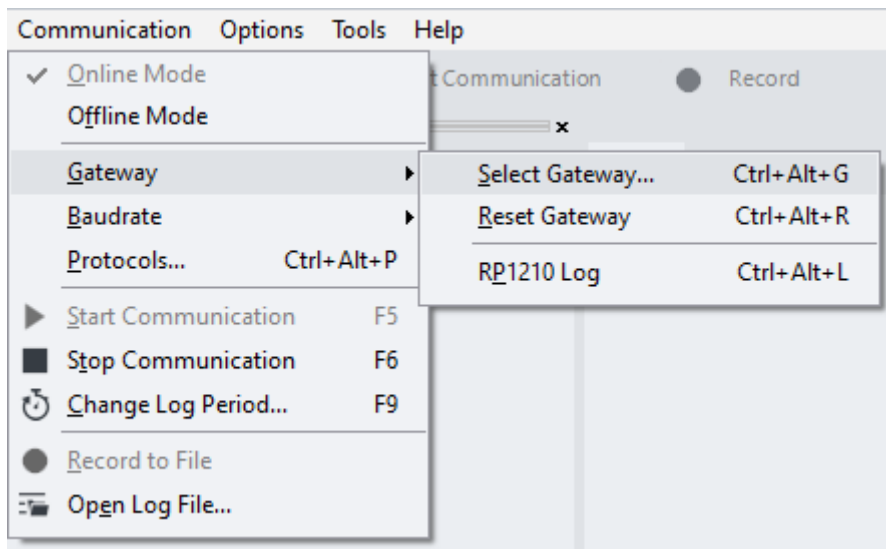 Communication Options Tools Help
Online Mode
t Communication
Record
Offline Mode
x
Gateway
Select Gateway... Ctrl+Alt+G
Baudrate
Reset Gateway Ctrl+Alt+R
Protocols... Ctrl+Alt+P
RP1210 Log Ctrl+Alt+L
Start Communication F5
Stop Communication F6
Change Log Period... F9
Record to File
Open Log File...